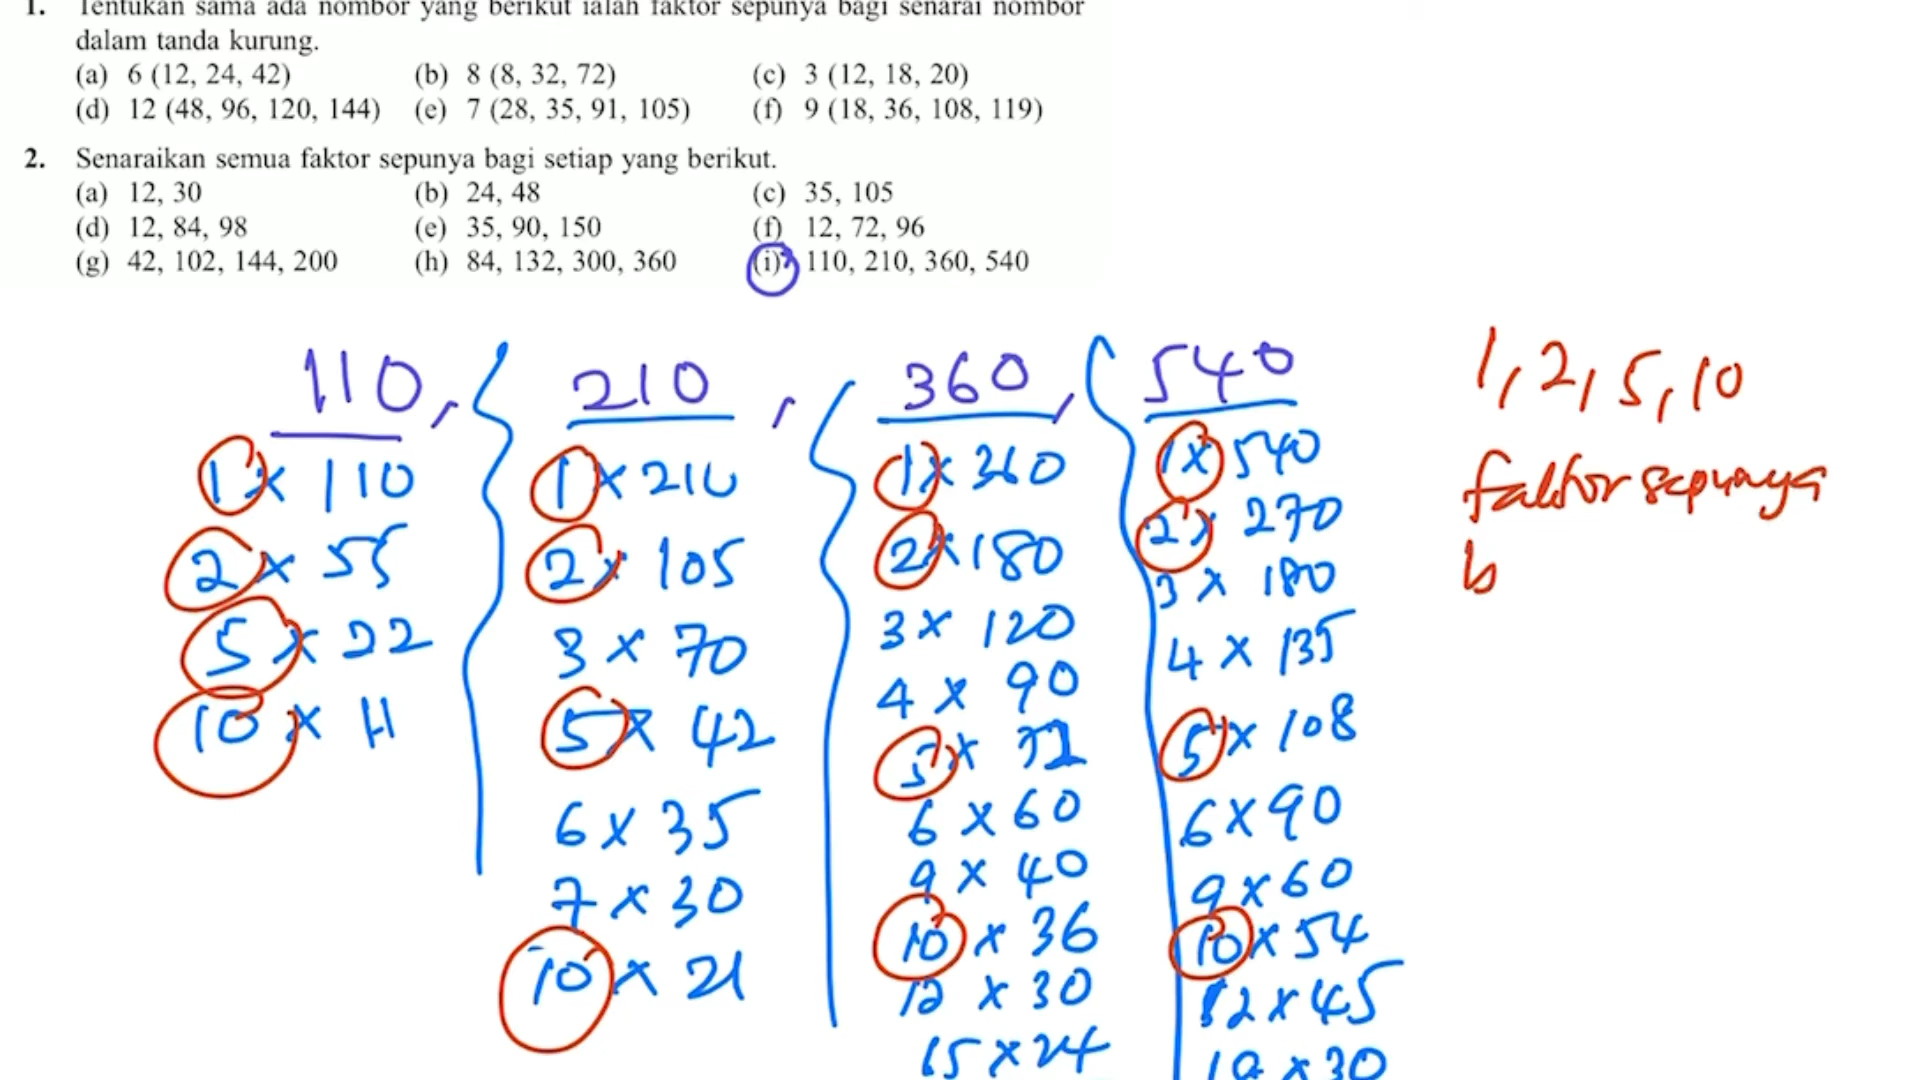 1. Tentukan sama ada nombor yang berikut ialah faktor sepunya bagi senarai nombor
dalam tanda kurung.
(a) 6 (12, 24, 42) (b) 8 (8, 32, 72) (c) 3 (12, 18, 20)
(d) 12 (48, 96, 120, 144) (e) 7 (28, 35, 91, 105) (f) 9 (18, 36, 108, 119)
2. Senaraikan semua faktor sepunya bagi setiap yang berikut.
(a) 12, 30 (b) 24, 48 (c) 35, 105
(d) 12, 84, 98 (e) 35, 90, 150 (f) 12, 72, 96
(g) 42, 102, 144, 200 (h) 84, 132, 300, 360 (i) 110, 210, 360, 540
110,
1 x 110
2 x 55
5 x 22
10 x 11
210,
1 x 210
2 x 105
3 x 70
5 x 42
6 x 35
7 x 30
10 x 21
360,
1 x 360
2 x 180
3 x 120
4 x 90
5 x 72
6 x 60
9 x 40
10 x 36
12 x 30
15 x 24
540
1 x 540
2 x 270
3 x 180
4 x 135
5 x 108
6 x 90
9 x 60
10 x 54
12 x 45
x 30
1, 2, 5, 10
faktor sepunya
b